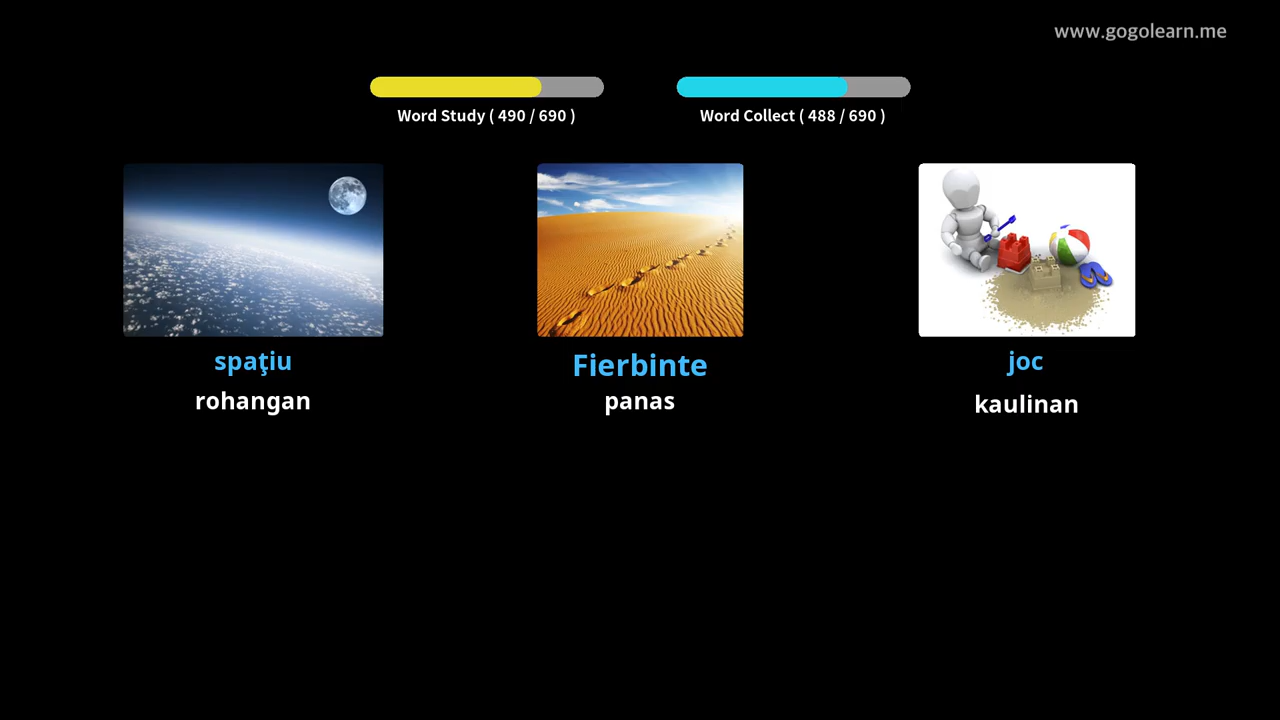 www.gogolearn.me
Word Study ( 490 / 690 )
Word Collect ( 488 / 690 )
spaţiu
rohangan
Fierbinte
panas
joc
kaulinan